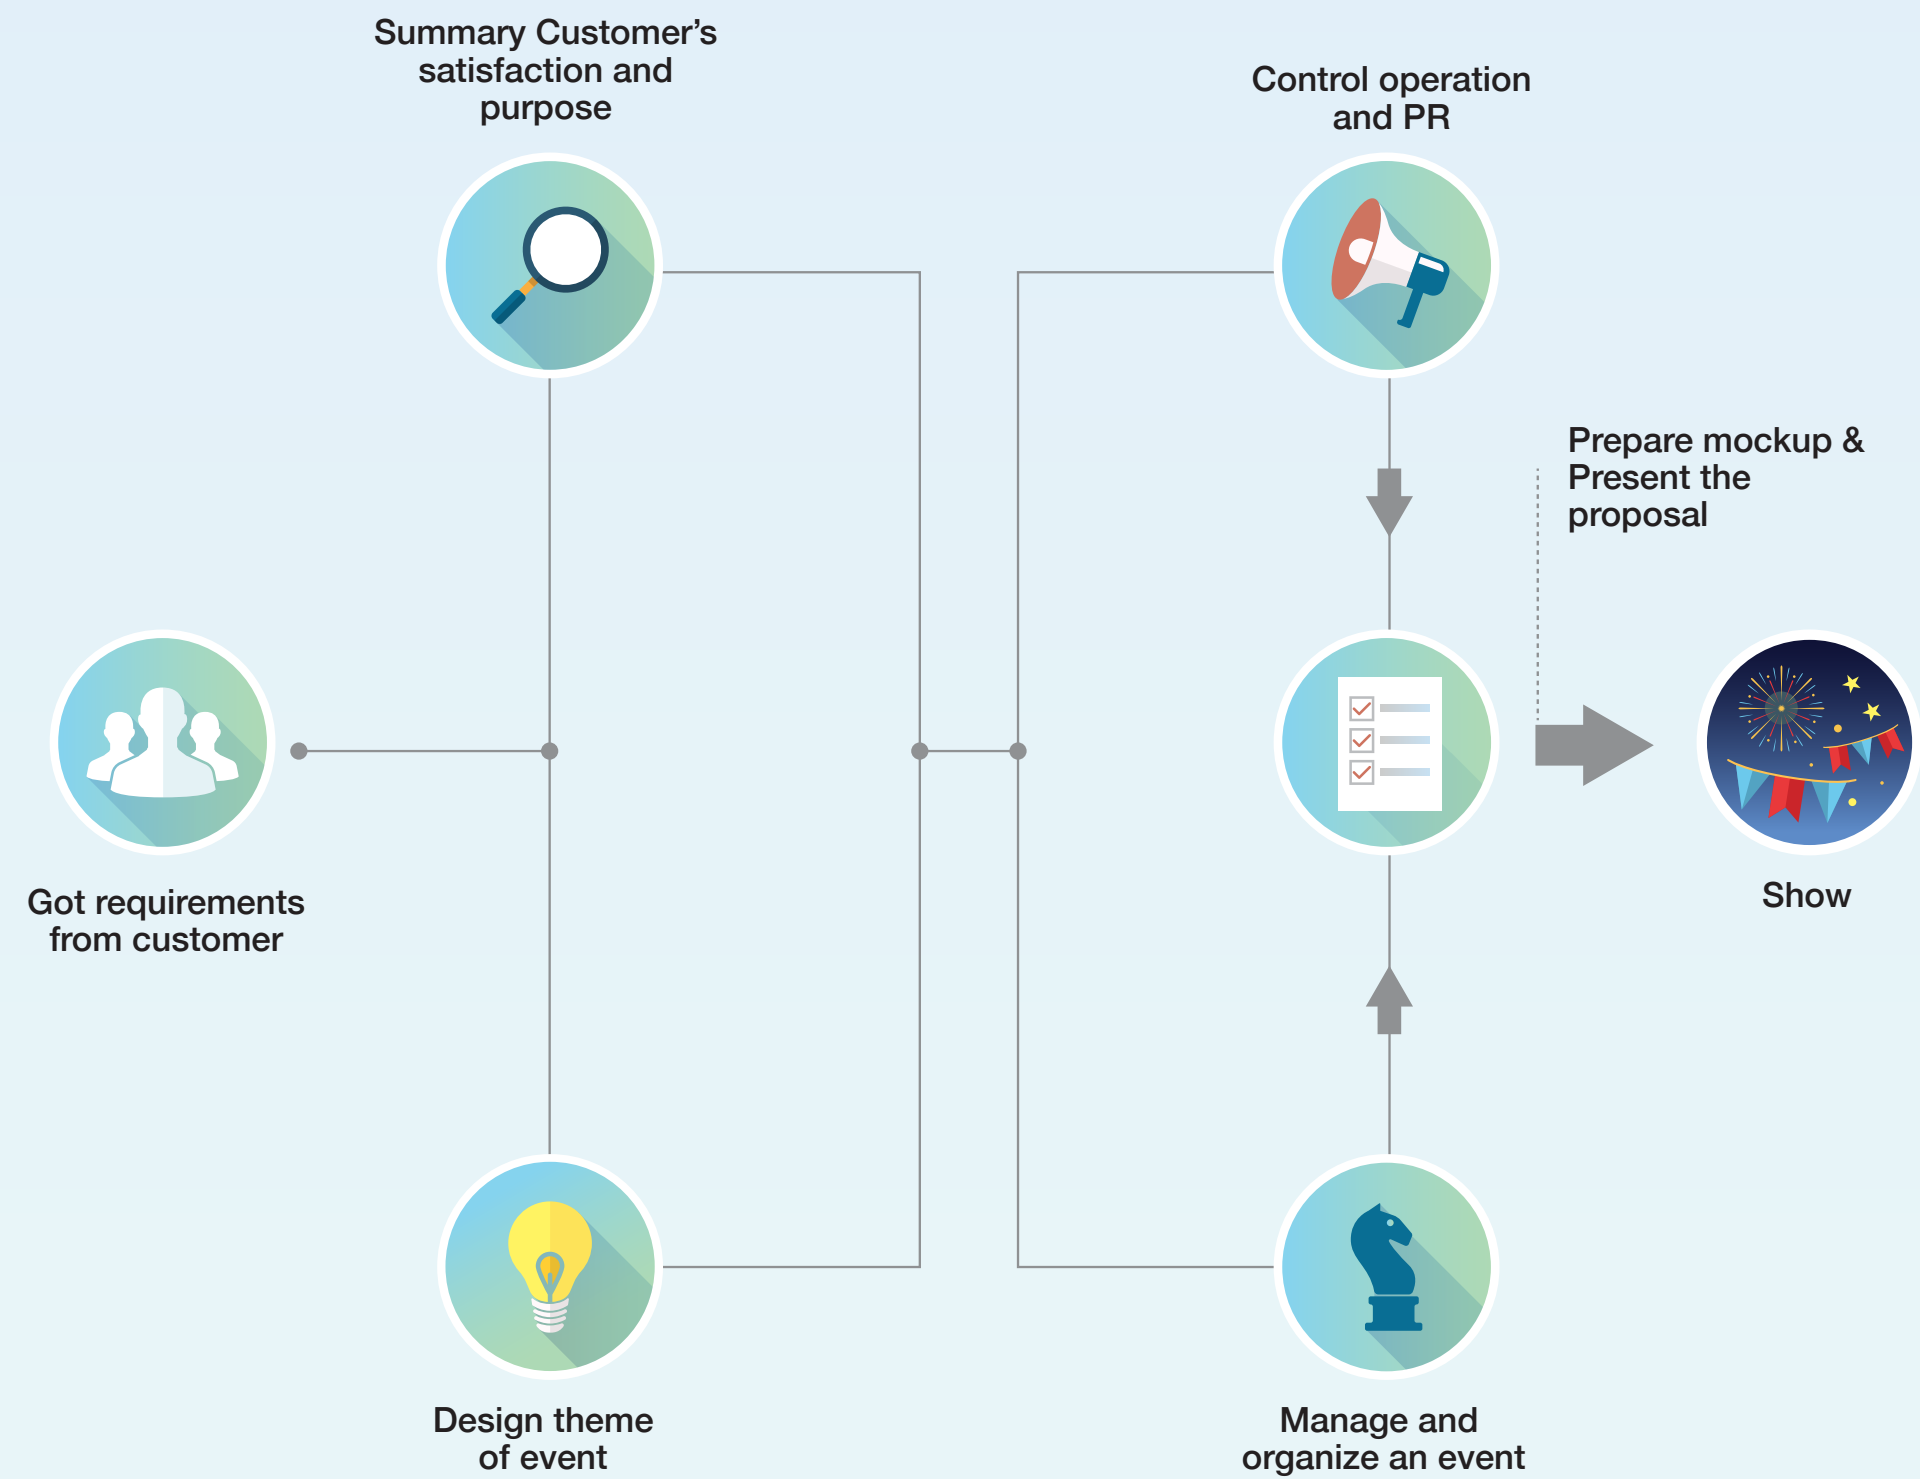 Summary Customer’s
satisfaction and
purpose
Control operation
and PR
Prepare mockup &
Present the
proposal
Got requirements
from customer
Show
Design theme
of event
Manage and
organize an event